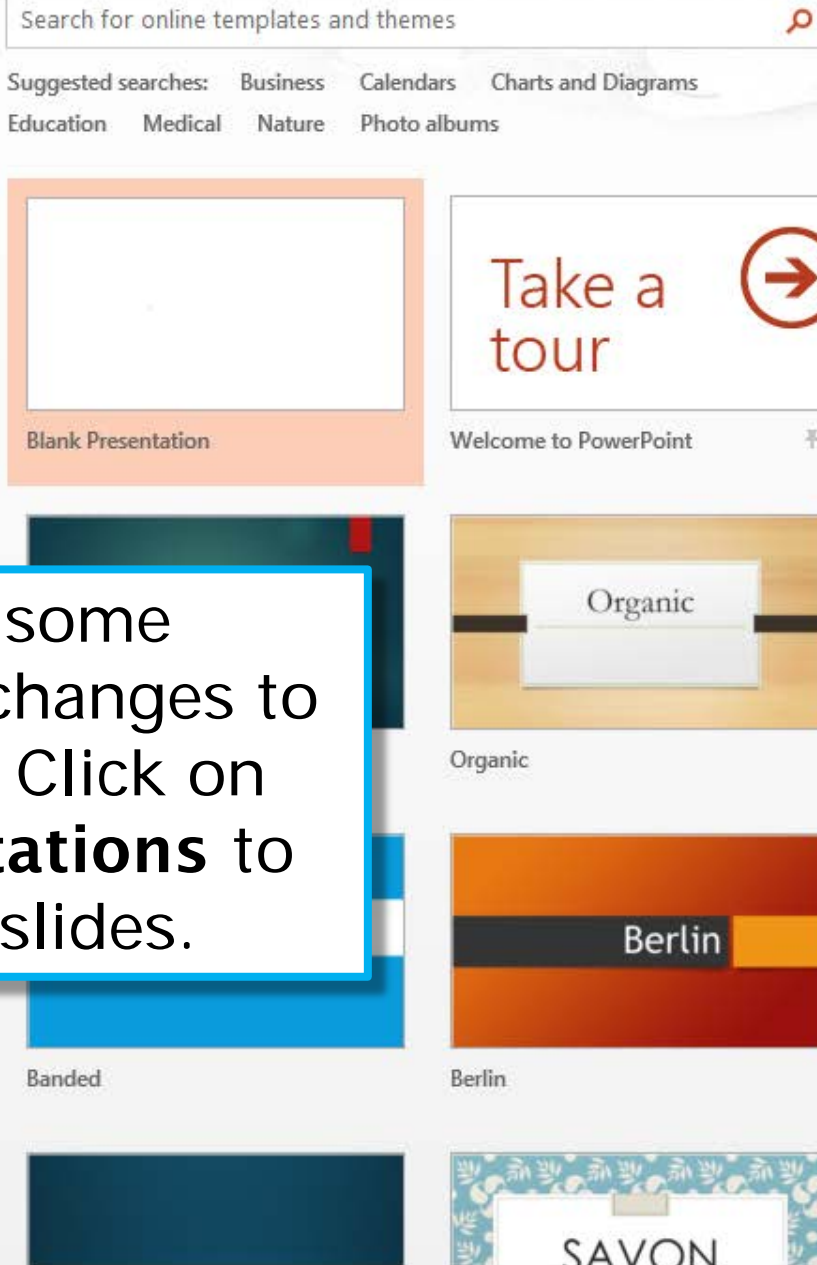 Search for online templates and themes
Suggested searches: Business Calendars Charts and Diagrams
Education Medical Nature Photo albums
Take a
tour
Blank Presentation
Welcome to PowerPoint
Organic
some
changes to
Click on
tations to
slides.
Organic
Berlin
Banded
Berlin
SAVON